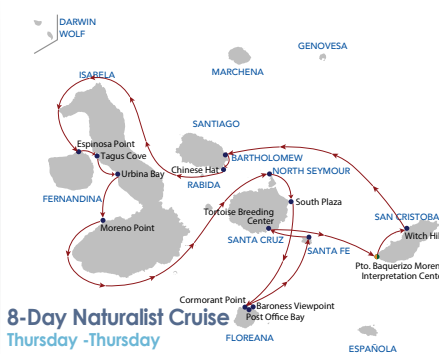 DARWIN
WOLF
GENOVESA
MARCHENA
ISABELA
SANTIAGO
Espinosa Point
Tagus Cove
BARTHOLOMEW
Chinese Hat
NORTH SEYMOUR
Urbina Bay
RABIDA
FERNANDINA
South Plaza
Tortoise Breeding
Center
SAN CRISTOBA
Moreno Point
Witch Hil
SANTA CRUZ
SANTA FE
Pto. Baquerizo Moren
Interpretation Cente
Cormorant Point
Baroness Viewpoint
Post Office Bay
FLOREANA
ESPAÑOLA
8-Day Naturalist Cruise
Thursday -Thursday